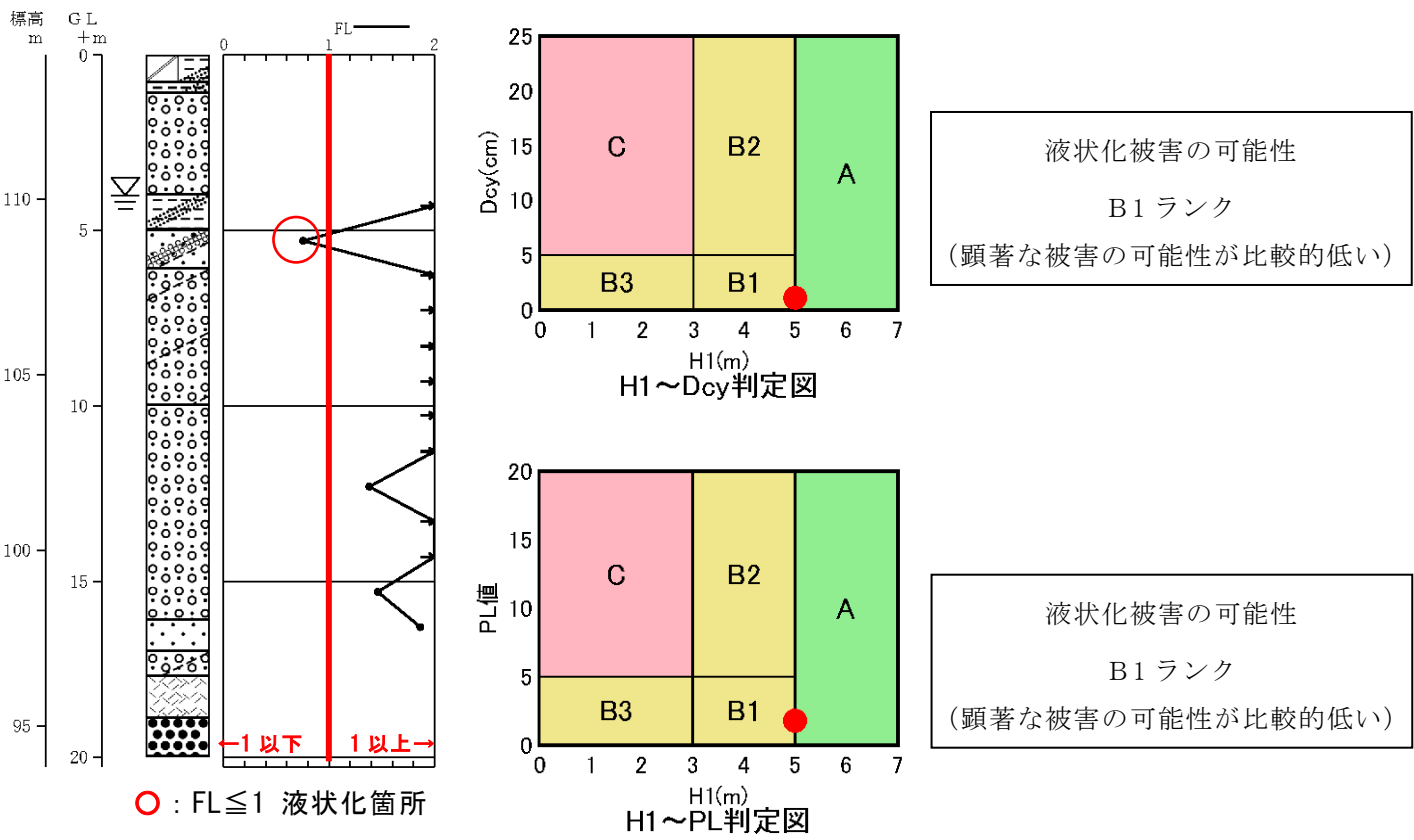 標高
m
GL
+m
FL
0
1
2
0
5
10
15
20
110
105
100
95
←1以下
1以上→
○：FL≦1 液状化箇所
25
20
15
10
5
0
Dcy(cm)
C
B2
A
B3
B1
0 1 2 3 4 5 6 7
H1(m)
H1～Dcy判定図
液状化被害の可能性
B1ランク
（顕著な被害の可能性が比較的低い）
20
15
10
5
0
PL値
C
B2
A
B3
B1
0 1 2 3 4 5 6 7
H1(m)
H1～PL判定図
液状化被害の可能性
B1ランク
（顕著な被害の可能性が比較的低い）